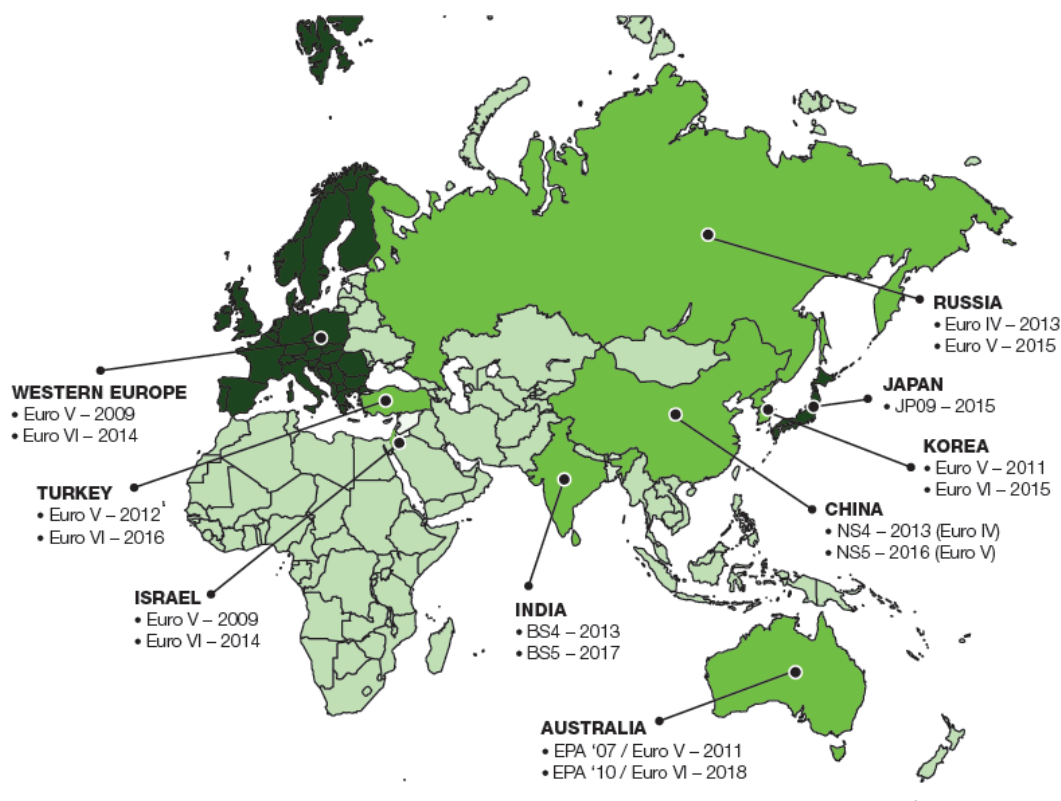 RUSSIA
• Euro IV – 2013
• Euro V – 2015
JAPAN
• JP09 – 2015
KOREA
• Euro V – 2011
• Euro VI – 2015
CHINA
• NS4 – 2013 (Euro IV)
• NS5 – 2016 (Euro V)
WESTERN EUROPE
• Euro V – 2009
• Euro VI – 2014
TURKEY
• Euro V – 2012
• Euro VI – 2016
ISRAEL
• Euro V – 2009
• Euro VI – 2014
INDIA
• BS4 – 2013
• BS5 – 2017
AUSTRALIA
• EPA ‘07 / Euro V – 2011
• EPA ‘10 / Euro VI – 2018